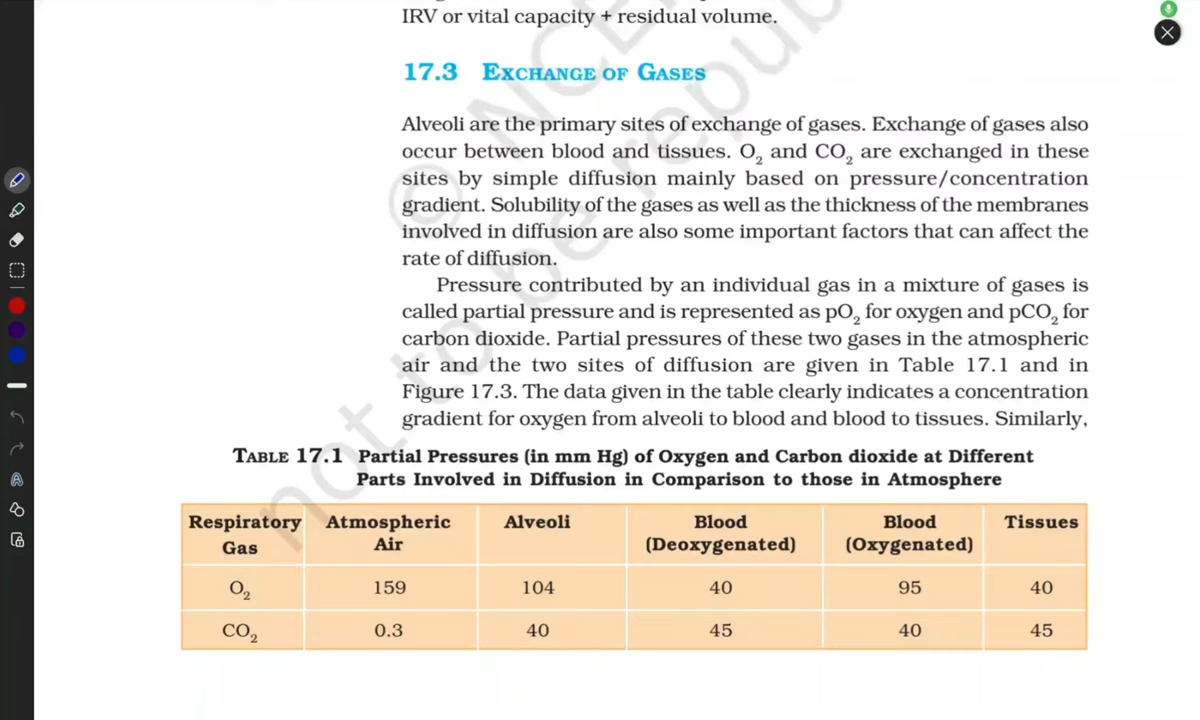 IRV or vital capacity + residual volume.
17.3 EXCHANGE OF GASES
Alveoli are the primary sites of exchange of gases. Exchange of gases also
occur between blood and tissues. O2 and CO2 are exchanged in these
sites by simple diffusion mainly based on pressure/concentration
gradient. Solubility of the gases as well as the thickness of the membranes
involved in diffusion are also some important factors that can affect the
rate of diffusion.
Pressure contributed by an individual gas in a mixture of gases is
called partial pressure and is represented as pO2 for oxygen and pCO2 for
carbon dioxide. Partial pressures of these two gases in the atmospheric
air and the two sites of diffusion are given in Table 17.1 and in
Figure 17.3. The data given in the table clearly indicates a concentration
gradient for oxygen from alveoli to blood and blood to tissues. Similarly,
TABLE 17.1 Partial Pressures (in mm Hg) of Oxygen and Carbon dioxide at Different
Parts Involved in Diffusion in Comparison to those in Atmosphere
Respiratory Gas Atmospheric Air Alveoli Blood (Deoxygenated) Blood (Oxygenated) Tissues
O2 159 104 40 95 40
CO2 0.3 40 45 40 45
© NCE
not to be repub